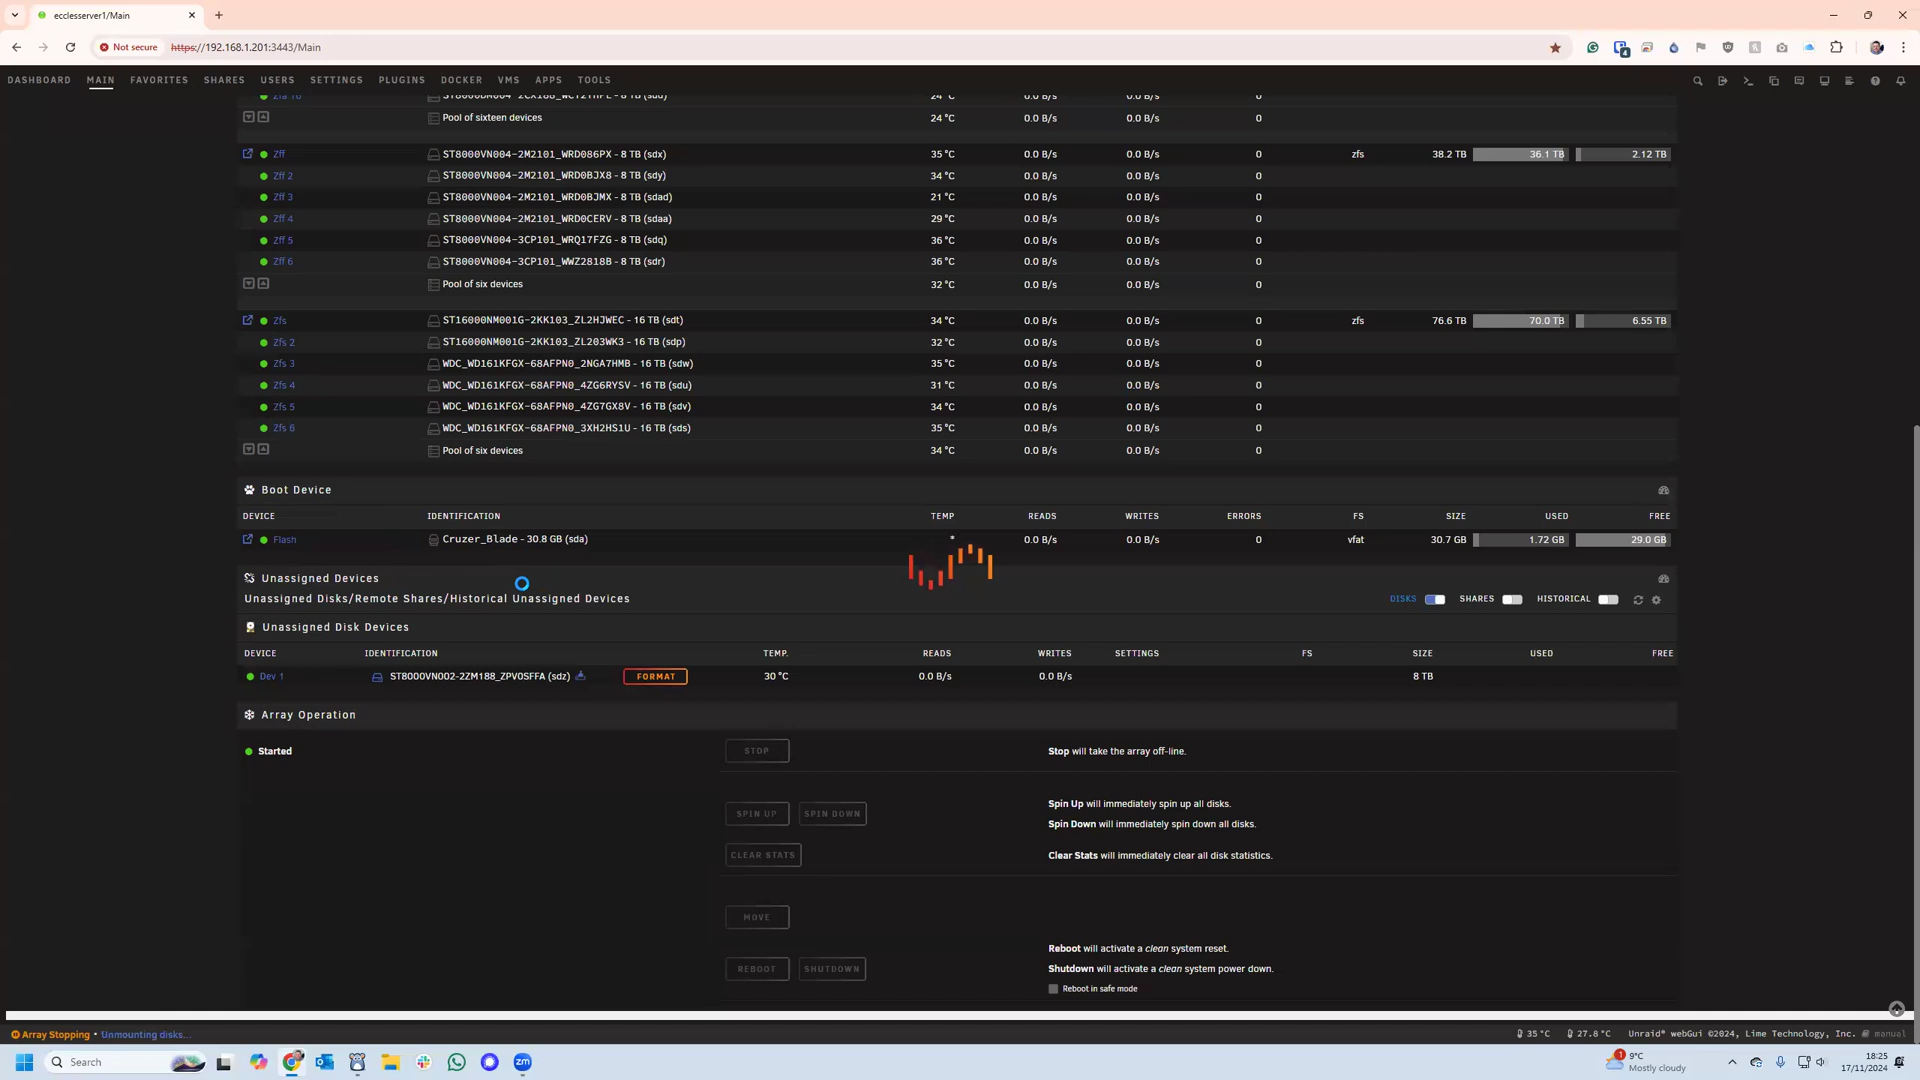 ecclesserver1/Main
Not secure https://192.168.1.201:3443/Main
DASHBOARD MAIN FAVORITES SHARES USERS SETTINGS PLUGINS DOCKER VMS APPS TOOLS
Pool of sixteen devices 24 °C 0.0 B/s 0.0 B/s 0
Zff ST8000VN004-2M2101_WRD086PX - 8 TB (sdx) 35 °C 0.0 B/s 0.0 B/s 0 zfs 38.2 TB 36.1 TB 2.12 TB
Zff 2 ST8000VN004-2M2101_WRD0BJX8 - 8 TB (sdy) 34 °C 0.0 B/s 0.0 B/s 0
Zff 3 ST8000VN004-2M2101_WRD0BJMX - 8 TB (sdad) 21 °C 0.0 B/s 0.0 B/s 0
Zff 4 ST8000VN004-2M2101_WRD0CERV - 8 TB (sdaa) 29 °C 0.0 B/s 0.0 B/s 0
Zff 5 ST8000VN004-3CP101_WRQ17FZG - 8 TB (sdq) 36 °C 0.0 B/s 0.0 B/s 0
Zff 6 ST8000VN004-3CP101_WWZ2818B - 8 TB (sdr) 36 °C 0.0 B/s 0.0 B/s 0
Pool of six devices 32 °C 0.0 B/s 0.0 B/s 0
Zfs ST16000NM001G-2KK103_ZL2HJWEC - 16 TB (sdt) 34 °C 0.0 B/s 0.0 B/s 0 zfs 76.6 TB 70.0 TB 6.55 TB
Zfs 2 ST16000NM001G-2KK103_ZL203WK3 - 16 TB (sdp) 32 °C 0.0 B/s 0.0 B/s 0
Zfs 3 WDC_WD161KFGX-68AFPN0_2NGA7HMB - 16 TB (sdw) 35 °C 0.0 B/s 0.0 B/s 0
Zfs 4 WDC_WD161KFGX-68AFPN0_4ZG6RYSV - 16 TB (sdu) 31 °C 0.0 B/s 0.0 B/s 0
Zfs 5 WDC_WD161KFGX-68AFPN0_4ZG7GX8V - 16 TB (sdv) 34 °C 0.0 B/s 0.0 B/s 0
Zfs 6 WDC_WD161KFGX-68AFPN0_3XH2HS1U - 16 TB (sds) 35 °C 0.0 B/s 0.0 B/s 0
Pool of six devices 34 °C 0.0 B/s 0.0 B/s 0
Boot Device
DEVICE IDENTIFICATION TEMP READS WRITES ERRORS FS SIZE USED FREE
Flash Cruzer_Blade - 30.8 GB (sda) * 0.0 B/s 0.0 B/s 0 vfat 30.7 GB 1.72 GB 29.0 GB
Unassigned Devices
Unassigned Disks/Remote Shares/Historical Unassigned Devices DISKS SHARES HISTORICAL
Unassigned Disk Devices
DEVICE IDENTIFICATION TEMP. READS WRITES SETTINGS FS SIZE USED FREE
Dev 1 ST8000VN002-2ZM188_ZPV0SFFA (sdz) FORMAT 30 °C 0.0 B/s 0.0 B/s 8 TB
Array Operation
Started STOP Stop will take the array off-line.
Spin Up will immediately spin up all disks.
SPIN UP SPIN DOWN
Spin Down will immediately spin down all disks.
CLEAR STATS Clear Stats will immediately clear all disk statistics.
MOVE
Reboot will activate a clean system reset.
REBOOT SHUTDOWN Shutdown will activate a clean system power down.
Reboot in safe mode
Array Stopping • Unmounting disks... 35 °C 27.8 °C Unraid® webGui ©2024, Lime Technology, Inc. manual
Search 1 9°C 18:25
Mostly cloudy 17/11/2024